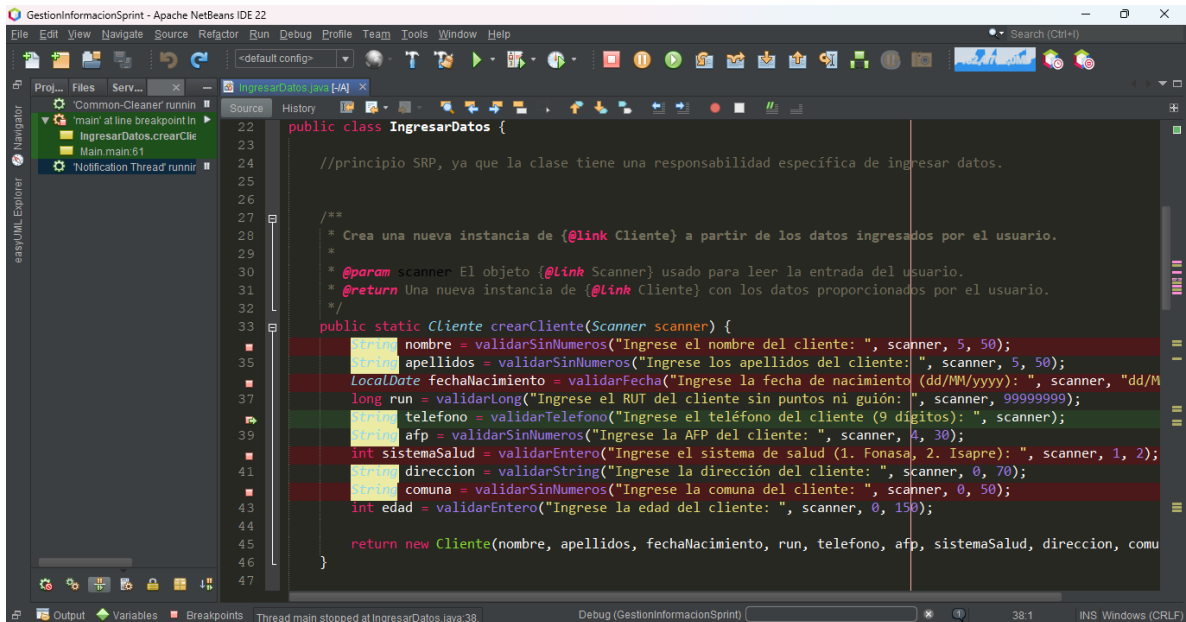 GestionInformacionSprint - Apache NetBeans IDE 22
File Edit View Navigate Source Refactor Run Debug Profile Team Tools Window Help
Search (Ctrl+I)
<default config>
Proj... Files Serv...
IngresarDatos.java [-/A]
'Common-Cleaner' runnin
'main' at line breakpoint In
IngresarDatos.crearClie
Main.main:61
'Notification Thread' runnir
Navigator
easyUML Explorer
Source History
22 public class IngresarDatos {
23
24 //principio SRP, ya que la clase tiene una responsabilidad específica de ingresar datos.
25
26
27 /**
28 * Crea una nueva instancia de {@link Cliente} a partir de los datos ingresados por el usuario.
29 *
30 * @param scanner El objeto {@link Scanner} usado para leer la entrada del usuario.
31 * @return Una nueva instancia de {@link Cliente} con los datos proporcionados por el usuario.
32 */
33 public static Cliente crearCliente(Scanner scanner) {
String nombre = validarSinNumeros("Ingrese el nombre del cliente: ", scanner, 5, 50);
35 String apellidos = validarSinNumeros("Ingrese los apellidos del cliente: ", scanner, 5, 50);
LocalDate fechaNacimiento = validarFecha("Ingrese la fecha de nacimiento (dd/MM/yyyy): ", scanner, "dd/M
37 long run = validarLong("Ingrese el RUT del cliente sin puntos ni guión: ", scanner, 99999999);
String telefono = validarTelefono("Ingrese el teléfono del cliente (9 dígitos): ", scanner);
39 String afp = validarSinNumeros("Ingrese la AFP del cliente: ", scanner, 4, 30);
int sistemaSalud = validarEntero("Ingrese el sistema de salud (1. Fonasa, 2. Isapre): ", scanner, 1, 2);
41 String direccion = validarString("Ingrese la dirección del cliente: ", scanner, 0, 70);
String comuna = validarSinNumeros("Ingrese la comuna del cliente: ", scanner, 0, 50);
43 int edad = validarEntero("Ingrese la edad del cliente: ", scanner, 0, 150);
44
45 return new Cliente(nombre, apellidos, fechaNacimiento, run, telefono, afp, sistemaSalud, direccion, comu
46 }
47
Output Variables Breakpoints Thread main stopped at IngresarDatos.java:38. Debug (GestionInformacionSprint) 1 38:1 INS Windows (CRLF)